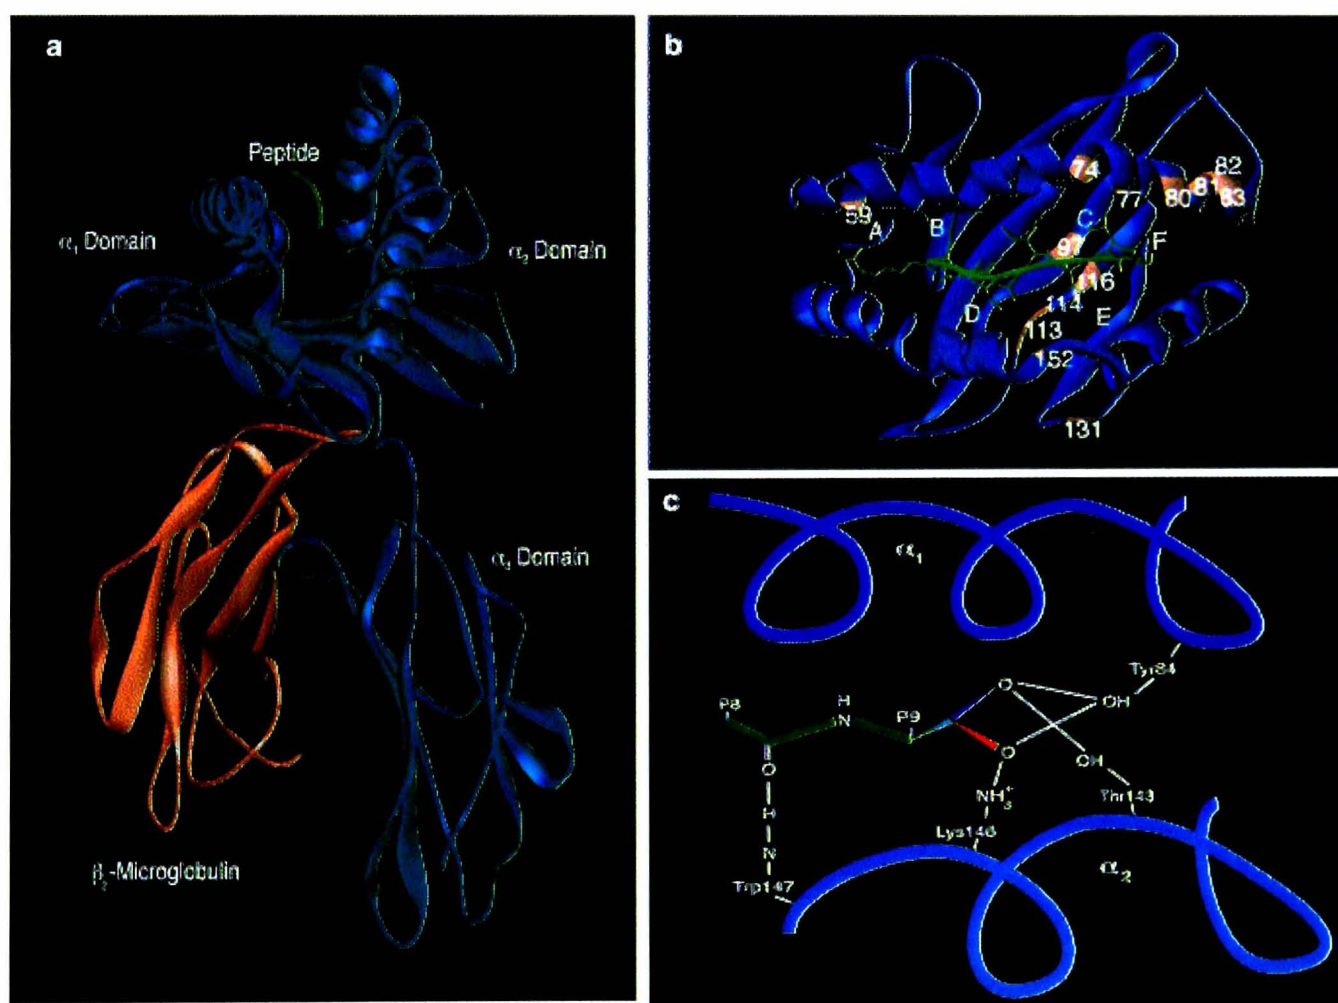 a
Peptide
α₁ Domain
α₂ Domain
α₃ Domain
β₂-Microglobulin
b
59
A
B
74
C
77
80
81
82
83
97
F
116
114
D
113
E
152
131
c
α₁
Tyr84
P8
H
N
P9
O
OH
O
O
OH
H
NH₃⁺
Thr143
Lys146
N
Trp147
α₂